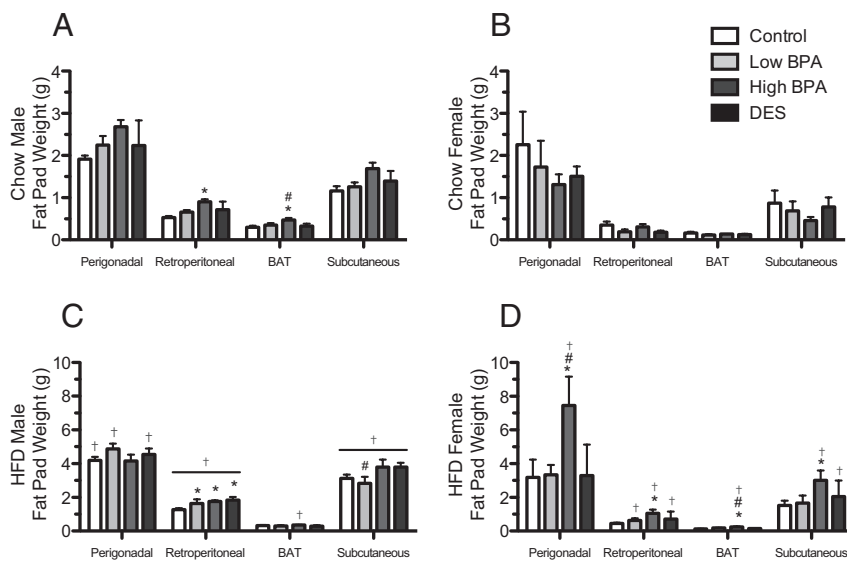 A
Chow Male
Fat Pad Weight (g)
4
3
2
1
0
*
#
*
Perigonadal
Retroperitoneal
BAT
Subcutaneous
B
Control
Low BPA
High BPA
DES
Chow Female
Fat Pad Weight (g)
4
3
2
1
0
Perigonadal
Retroperitoneal
BAT
Subcutaneous
C
HFD Male
Fat Pad Weight (g)
10
8
6
4
2
0
†
†
†
†
*
*
*
†
†
#
Perigonadal
Retroperitoneal
BAT
Subcutaneous
D
HFD Female
Fat Pad Weight (g)
10
8
6
4
2
0
†
#
*
†
†
*
†
†
#
*
†
*
†
Perigonadal
Retroperitoneal
BAT
Subcutaneous